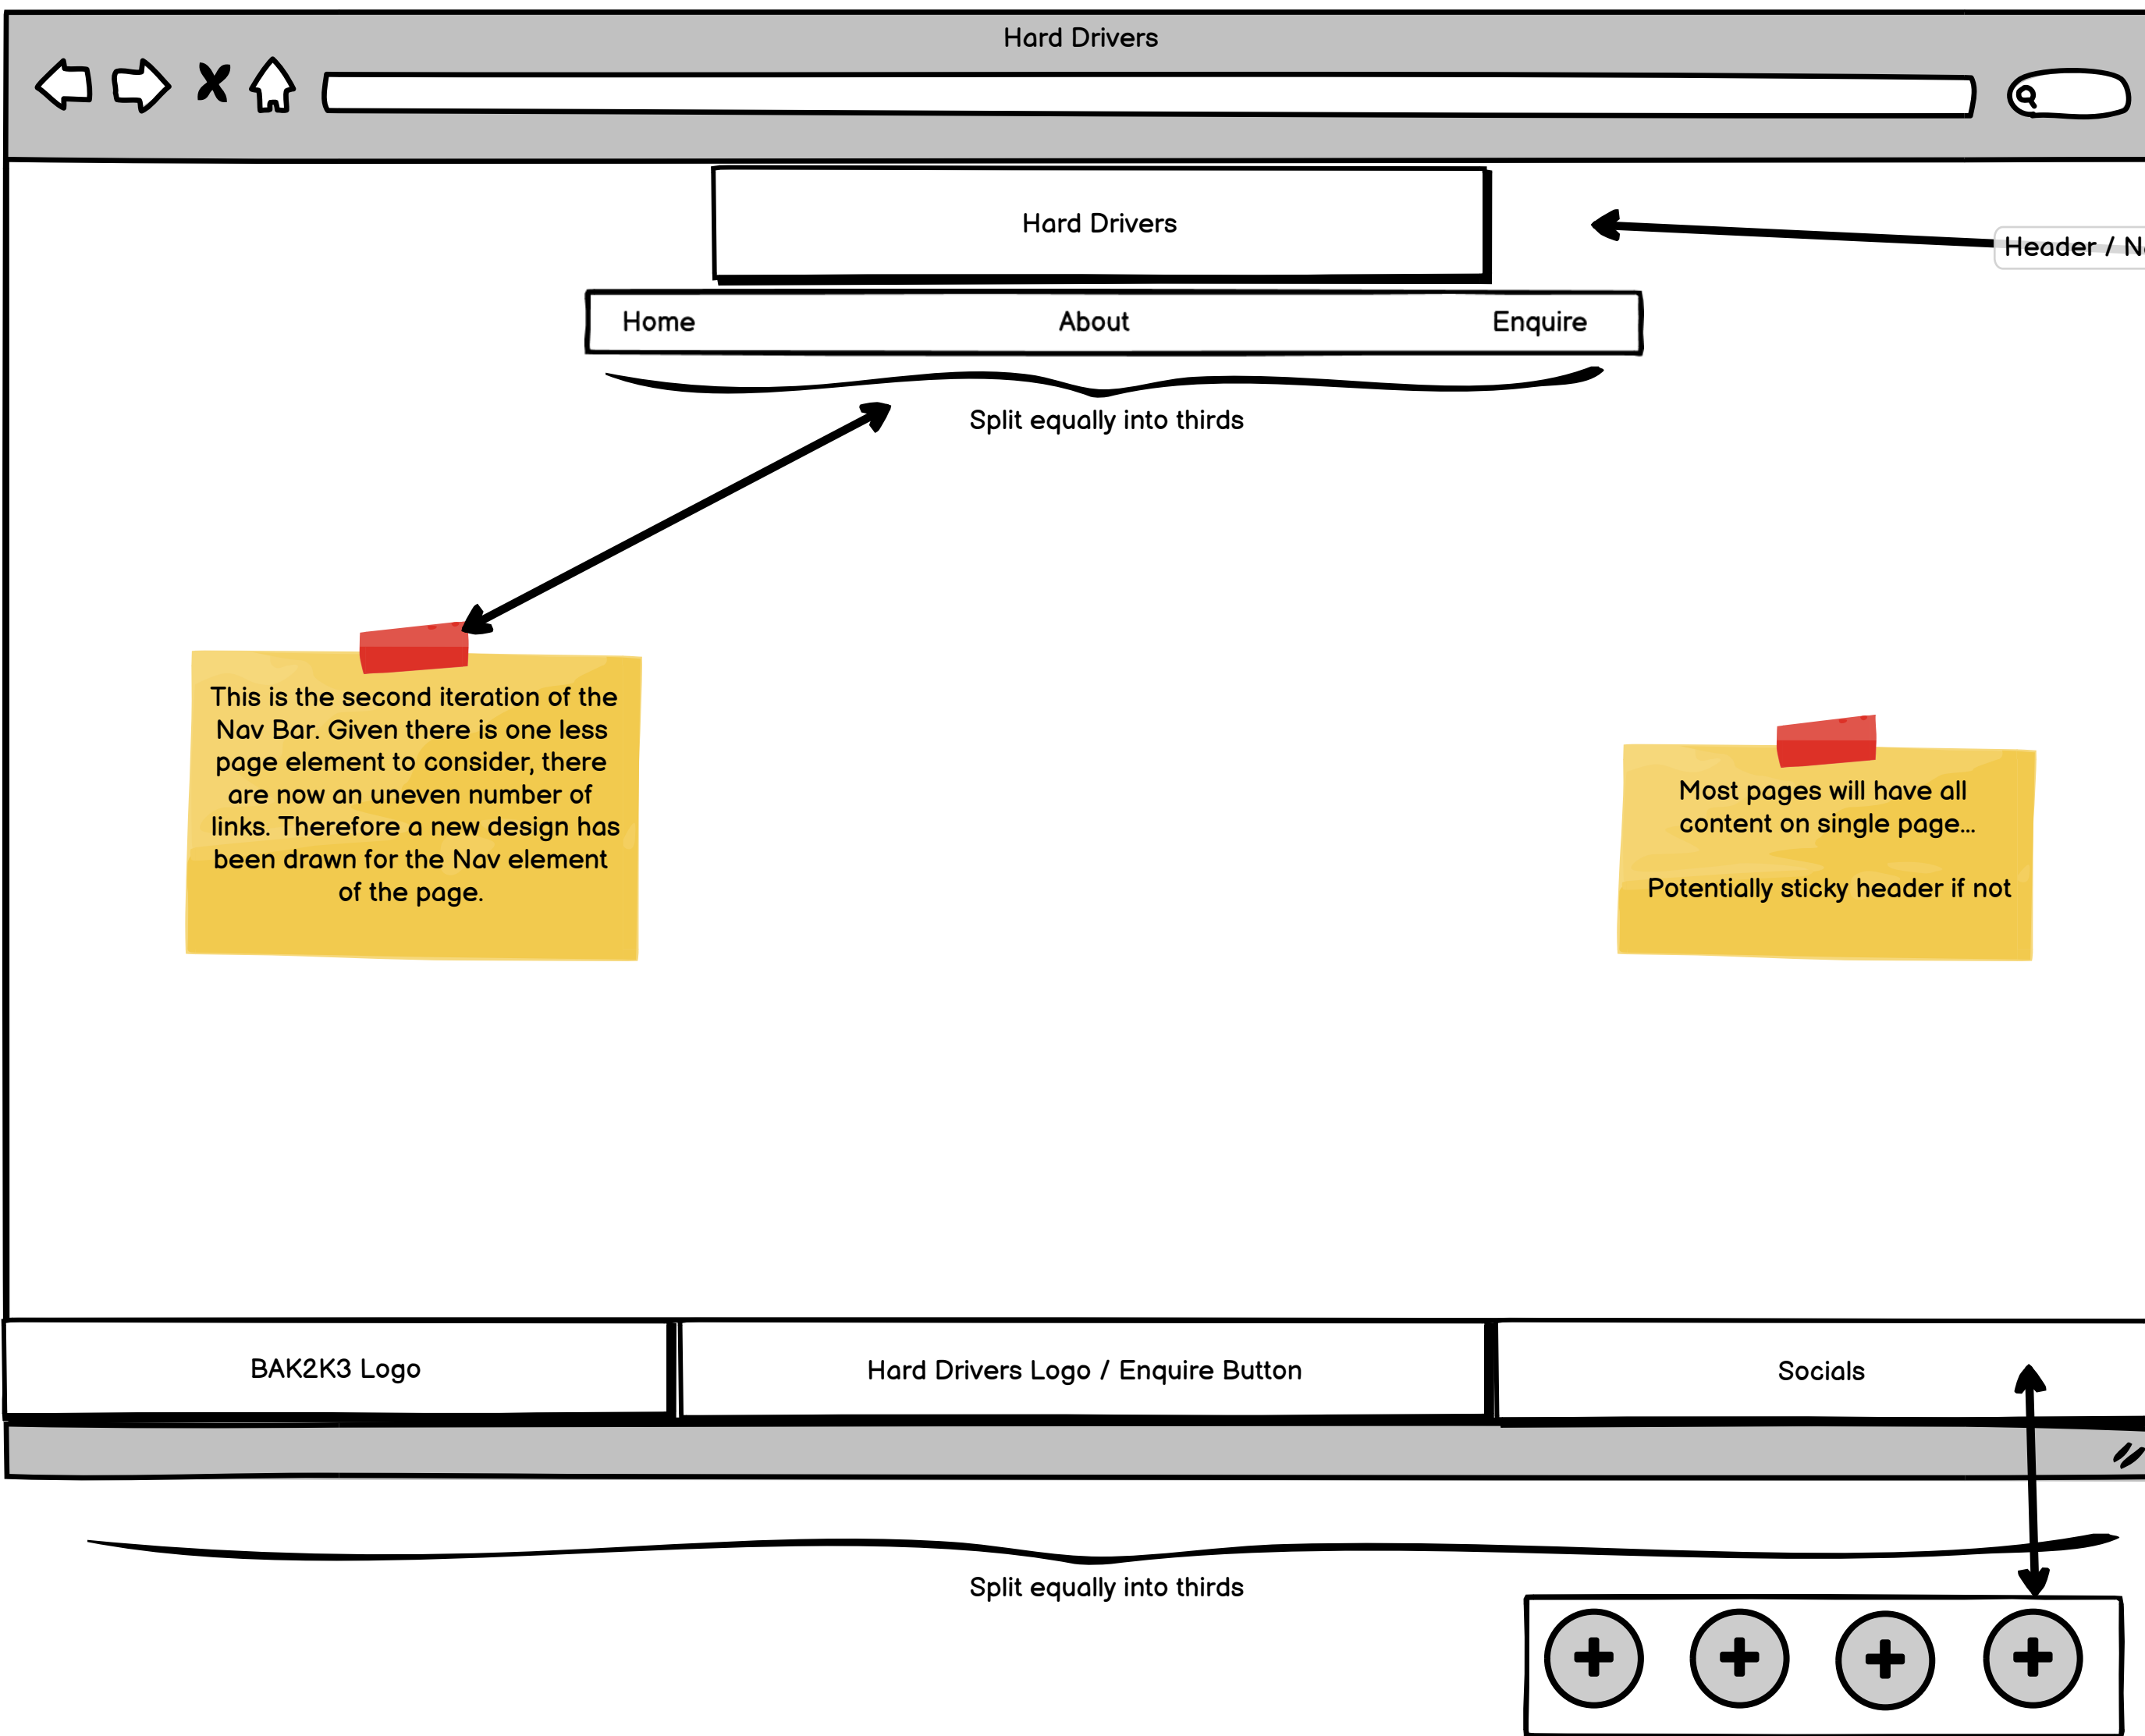 Hard Drivers
Hard Drivers
Header / N
Home About Enquire
Split equally into thirds
This is the second iteration of the
Nav Bar. Given there is one less
page element to consider, there
are now an uneven number of
links. Therefore a new design has
been drawn for the Nav element
of the page.
Most pages will have all
content on single page...
Potentially sticky header if not
BAK2K3 Logo
Hard Drivers Logo / Enquire Button
Socials
Split equally into thirds